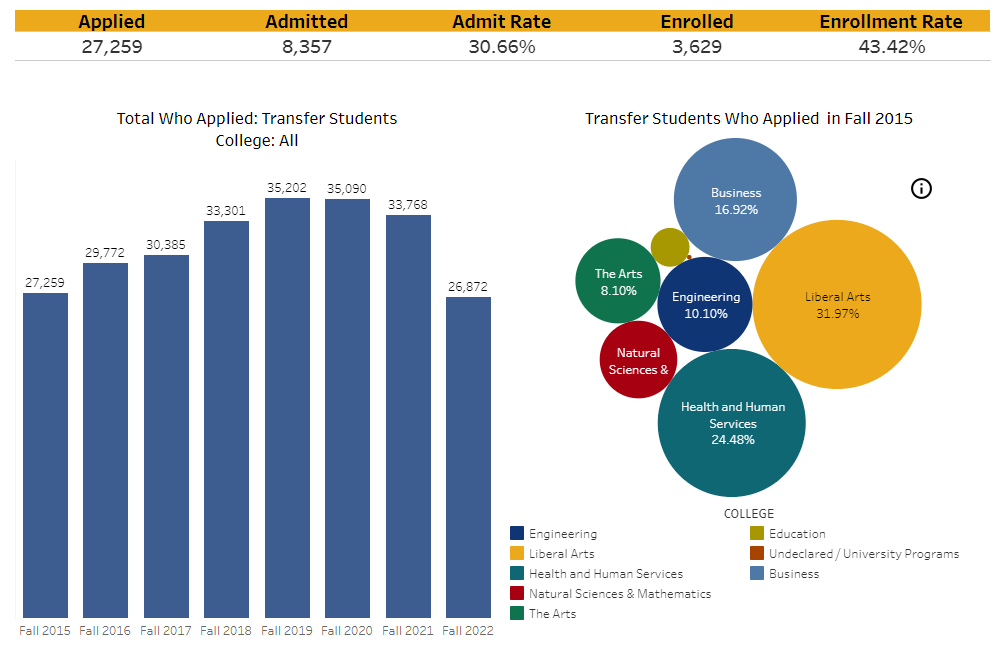 Applied Admitted Admit Rate Enrolled Enrollment Rate
27,259 8,357 30.66% 3,629 43.42%
Total Who Applied: Transfer Students
College: All
27,259
29,772
30,385
33,301
35,202
35,090
33,768
26,872
Fall 2015 Fall 2016 Fall 2017 Fall 2018 Fall 2019 Fall 2020 Fall 2021 Fall 2022
Transfer Students Who Applied in Fall 2015
i
Business
16.92%
The Arts
8.10%
Engineering
10.10%
Liberal Arts
31.97%
Natural
Sciences &
Health and Human
Services
24.48%
COLLEGE
Engineering
Liberal Arts
Health and Human Services
Natural Sciences & Mathematics
The Arts
Education
Undeclared / University Programs
Business